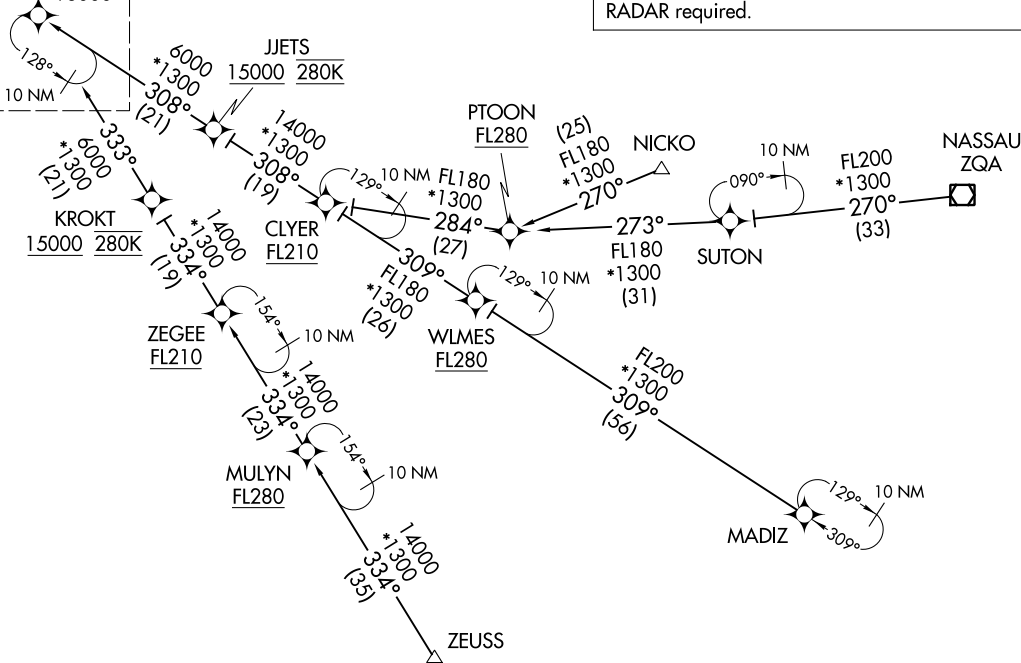 RADAR required.
JJETS
15000 280K
6000
*1300
308°
(21)
128°
10 NM
PTOON
FL280
(25)
FL180
*1300
270°
NICKO
10 NM
090°
FL200
*1300
270°
(33)
NASSAU
ZQA
14000
*1300
308°
(19)
333°
6000
*1300
(21)
129°
10 NM
FL180
*1300
284°
(27)
273°
FL180
*1300
(31)
SUTON
KROKT
15000 280K
CLYER
FL210
14000
*1300
334°
(19)
309°
FL180
*1300
(26)
129°
10 NM
WLMES
FL280
ZEGEE
FL210
154°
10 NM
FL200
*1300
309°
(56)
14000
*1300
334°
(23)
MULYN
FL280
154°
10 NM
MADIZ
129°
10 NM
309°
14000
*1300
334°
(35)
ZEUSS